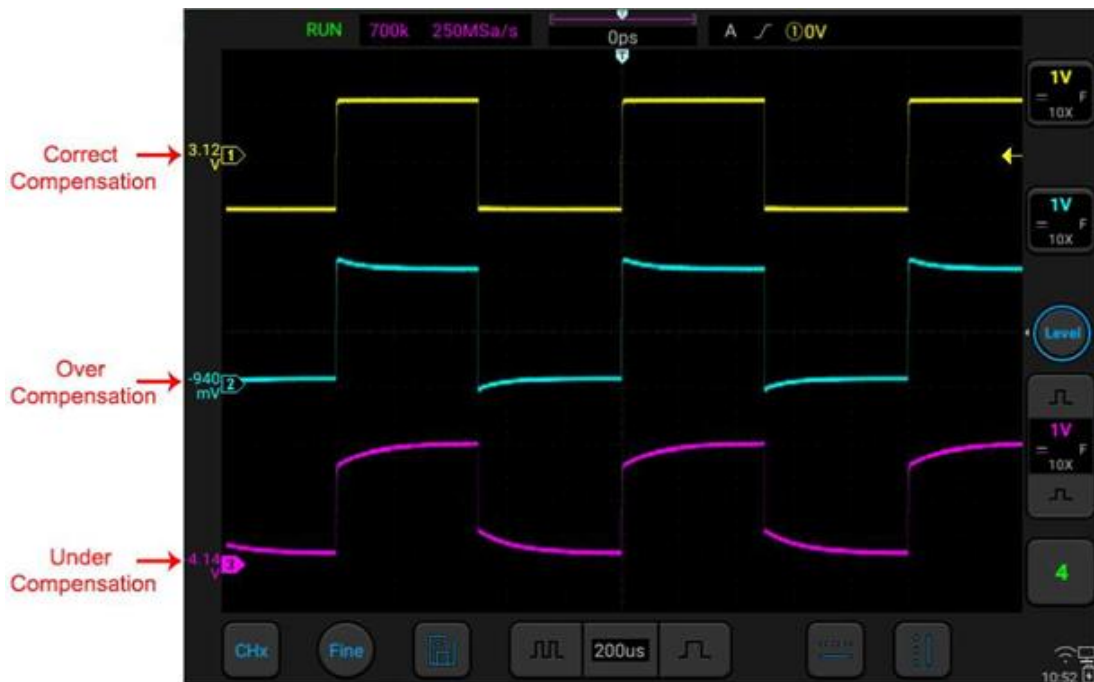 RUN 700k 250MSa/s 0ps A ①0V
T
1V
F
10X
Correct
Compensation
3.12
V
1
1V
F
10X
Level
Over
Compensation
-940
mV
2
1V
F
10X
Under
Compensation
-4.14
V
3
4
CHx Fine 200us
10:52